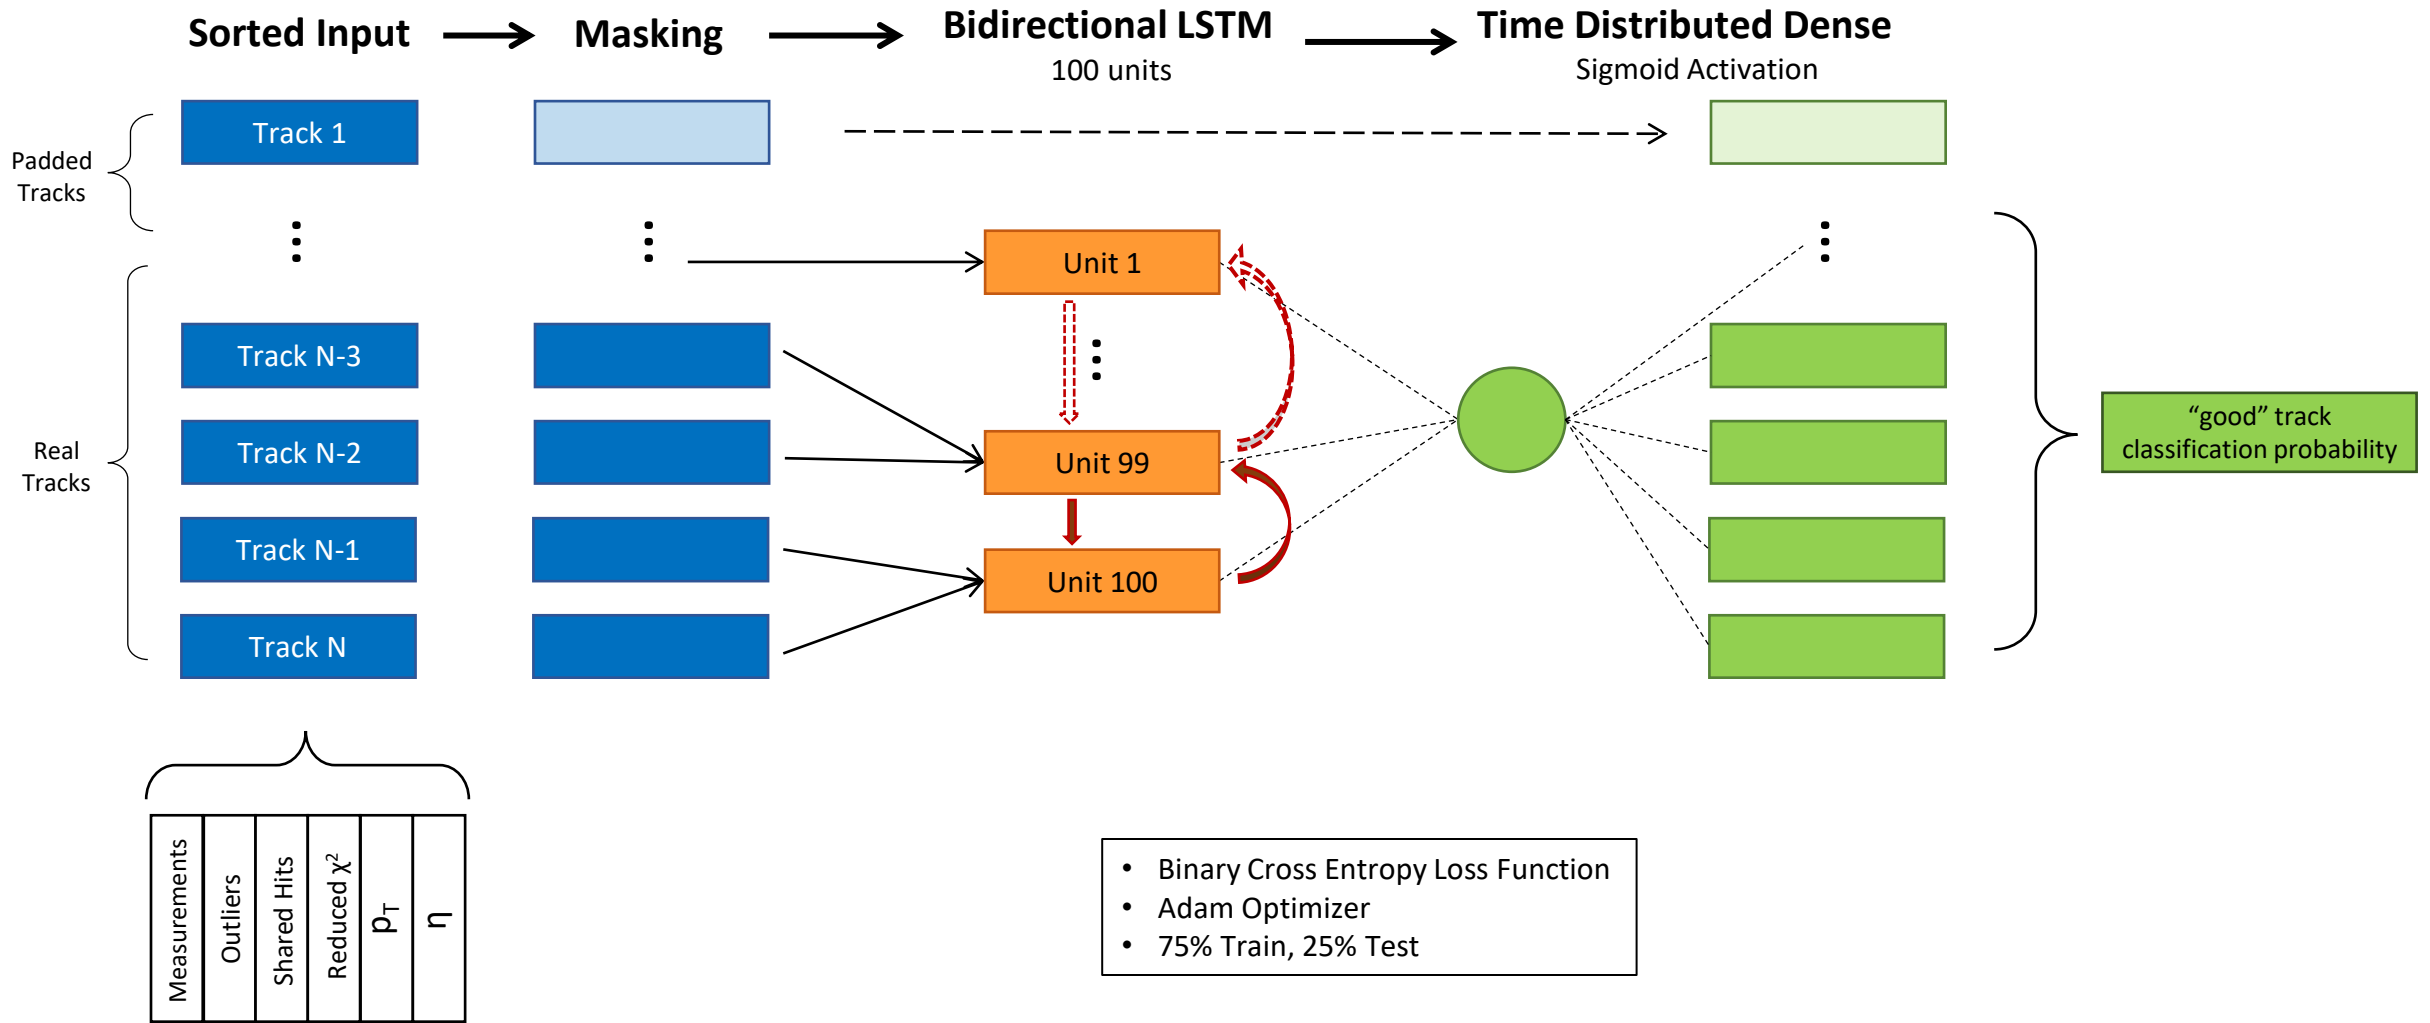 Sorted Input
Masking
Bidirectional LSTM
100 units
Time Distributed Dense
Sigmoid Activation
Padded
Tracks
Track 1
Real
Tracks
Track N-3
Track N-2
Track N-1
Track N
Unit 1
Unit 99
Unit 100
“good” track
classification probability
Measurements
Outliers
Shared Hits
Reduced χ²
p_T
η
• Binary Cross Entropy Loss Function
• Adam Optimizer
• 75% Train, 25% Test